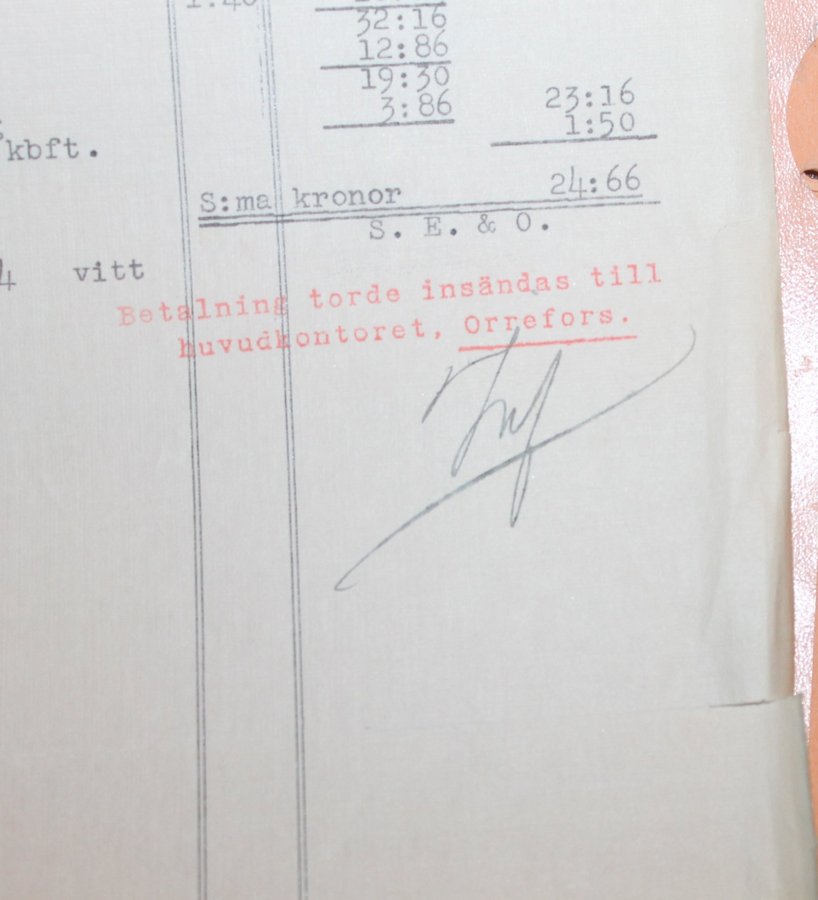 32:16
12:86
19:30
3:86 23:16
kbft. 1:50
S:ma kronor 24:66
S. E. & O.
4 vitt
Betalning torde insändas till
huvudkontoret, Orrefors.